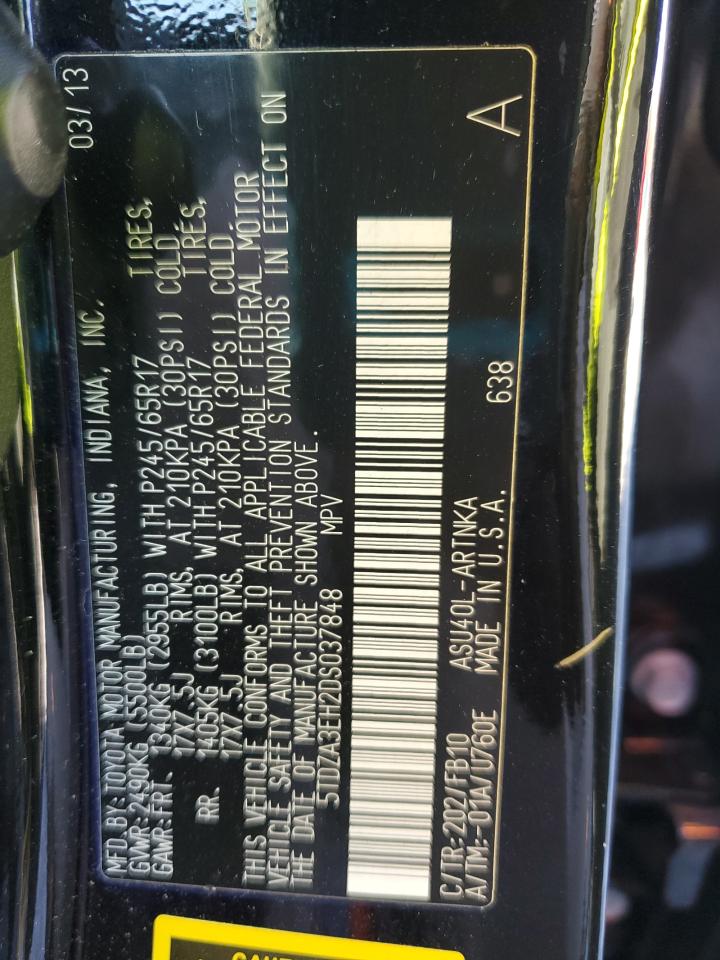 MFD BY: TOYOTA MOTOR MANUFACTURING, INDIANA, INC. 03/13
GVWR: 2490KG (5500LB)
GAWR: FRT. 1340KG (2955LB) WITH P245/65R17 TIRES,
17X7.5J RIMS, AT 210KPA (30PSI) COLD
RR. 1405KG (3100LB) WITH P245/65R17 TIRES,
17X7.5J RIMS, AT 210KPA (30PSI) COLD
THIS VEHICLE CONFORMS TO ALL APPLICABLE FEDERAL MOTOR
VEHICLE SAFETY AND THEFT PREVENTION STANDARDS IN EFFECT ON
THE DATE OF MANUFACTURE SHOWN ABOVE.
5TDZA3EH2DS037848 MPV
C/TR: 202/FB10 ASU40L-ARTNKA A
A/TM: -01A/U760E MADE IN U.S.A. 638